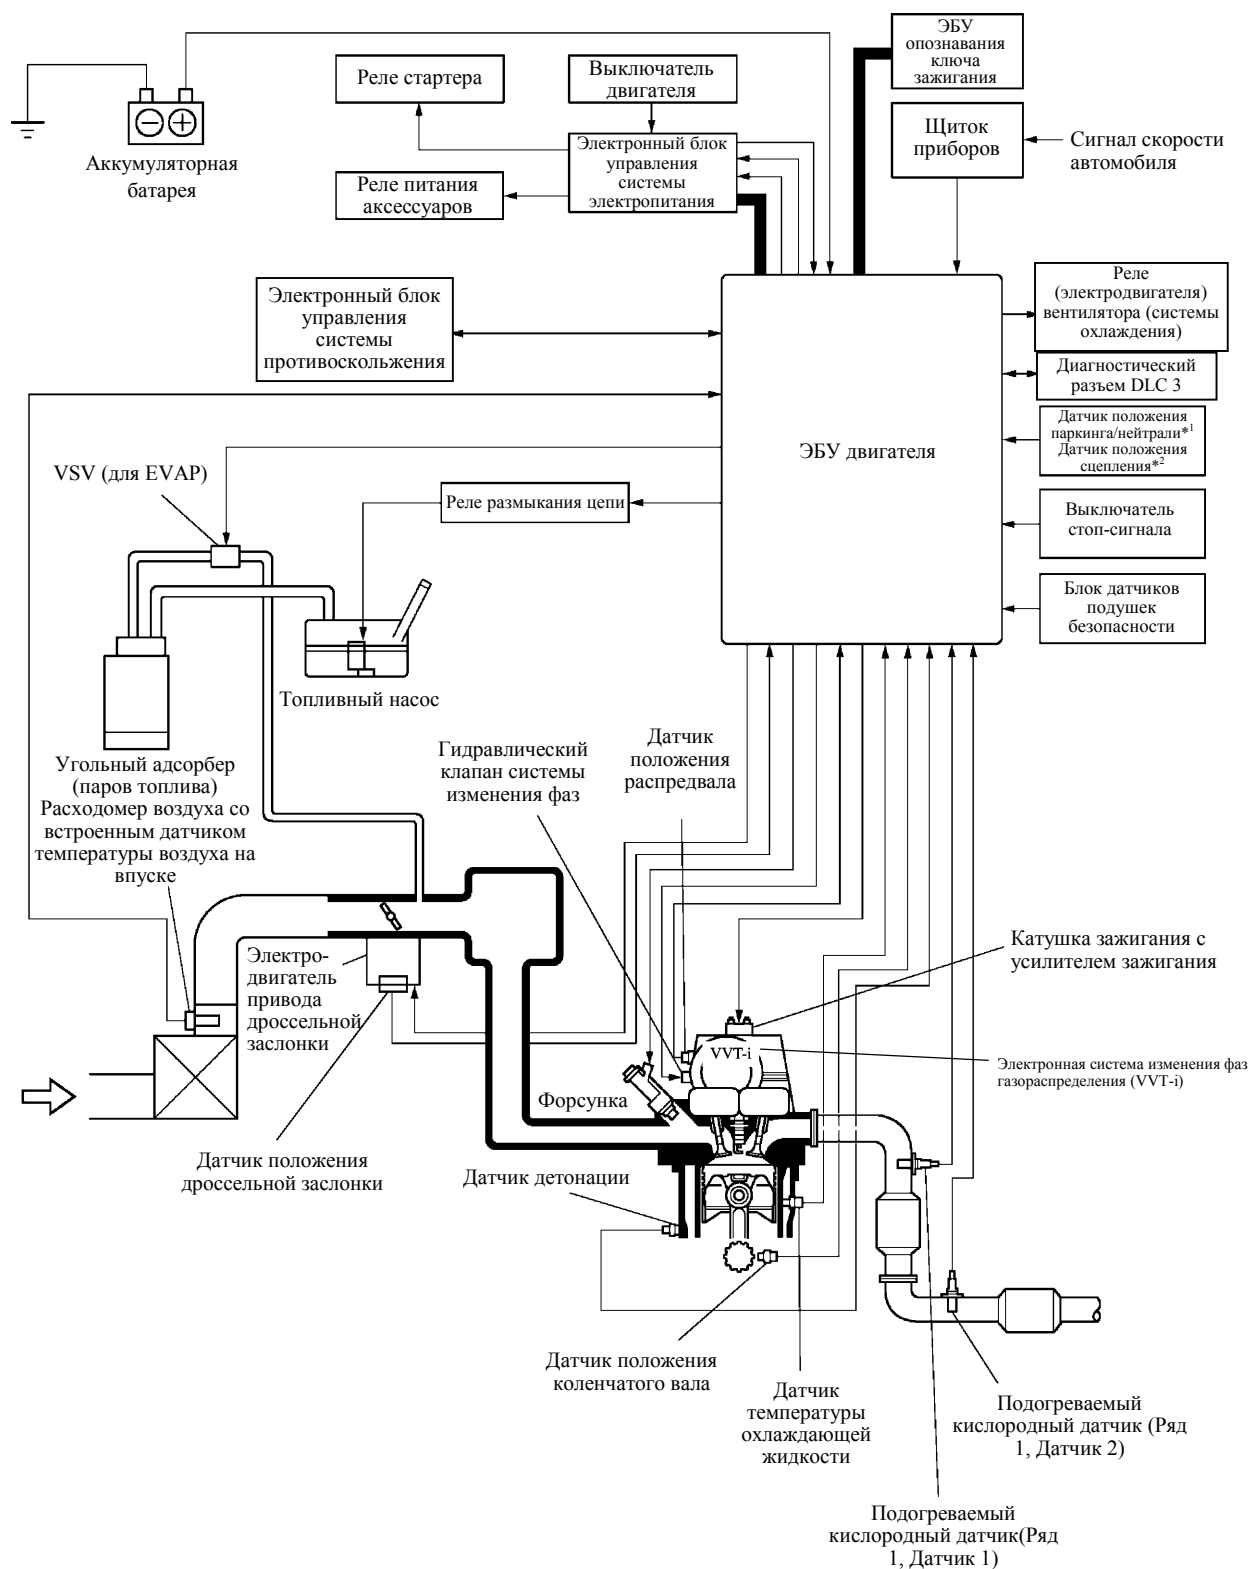 ЭБУ
опознавания
ключа
зажигания
Реле стартера
Выключатель
двигателя
Аккумуляторная
батарея
Электронный блок
управления
системы
электропитания
Щиток
приборов
Сигнал скорости
автомобиля
Реле питания
аксессуаров
Электронный блок
управления
системы
противоскольжения
Реле
(электродвигателя)
вентилятора (системы
охлаждения)
Диагностический
разъем DLC 3
ЭБУ двигателя
Датчик положения
паркинга/нейтрали*1
Датчик положения
сцепления*2
VSV (для EVAP)
Реле размыкания цепи
Выключатель
стоп-сигнала
Блок датчиков
подушек
безопасности
Топливный насос
Угольный адсорбер
(паров топлива)
Расходомер воздуха со
встроенным датчиком
температуры воздуха на
впуске
Гидравлический
клапан системы
изменения фаз
Датчик
положения
распредвала
Электро-
двигатель
привода
дроссельной
заслонки
Катушка зажигания с
усилителем зажигания
VVT-i
Электронная система изменения фаз
газораспределения (VVT-i)
Форсунка
Датчик положения
дроссельной заслонки
Датчик детонации
Датчик положения
коленчатого вала
Датчик
температуры
охлаждающей
жидкости
Подогреваемый
кислородный датчик (Ряд
1, Датчик 2)
Подогреваемый
кислородный датчик(Ряд
1, Датчик 1)